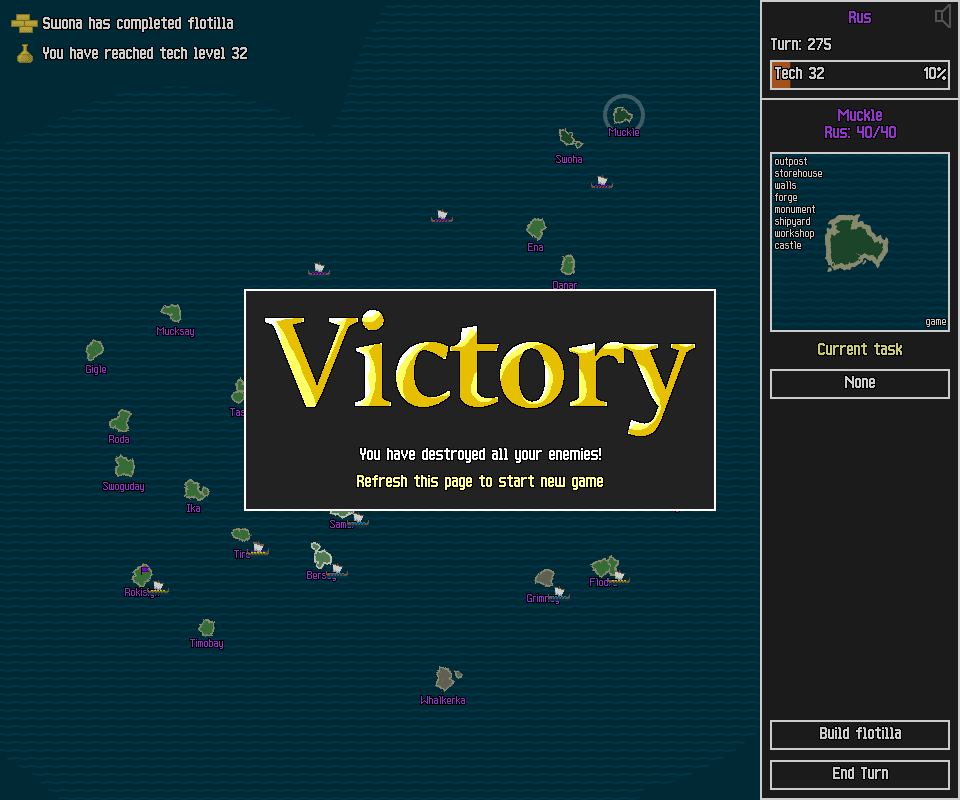 Swona has completed flotilla
You have reached tech level 32
Rus
Turn: 275
Tech 32 10%
Muckle
Rus: 40/40
outpost
storehouse
walls
forge
monument
shipyard
workshop
castle
game
Current task
None
Build flotilla
End Turn
Muckle
Swoha
Ena
Danar
Mucksay
Gigle
Roda
Swoguday
Ika
Timobay
Whalkerka
Victory
You have destroyed all your enemies!
Refresh this page to start new game